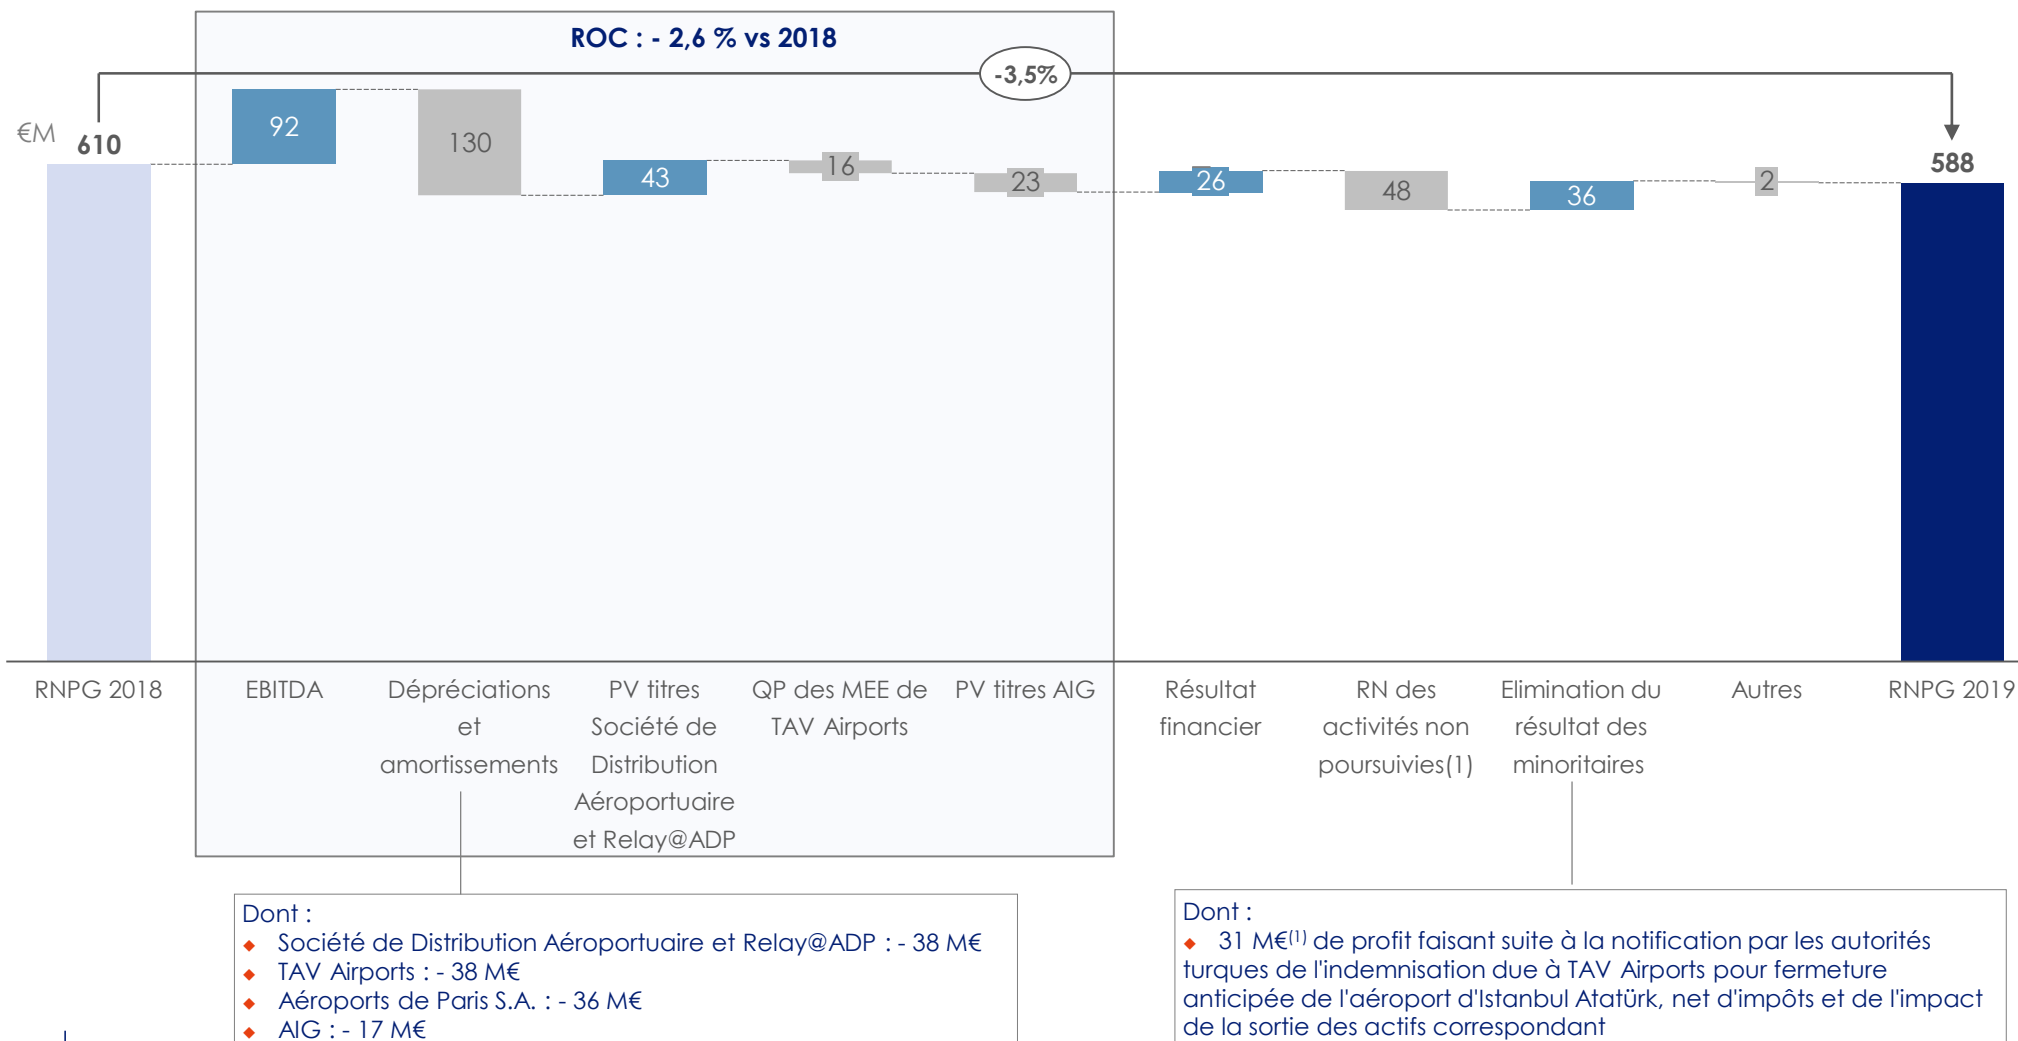 ROC : - 2,6 % vs 2018
-3,5%
€M
610
92
130
43
16
23
26
48
36
2
588
RNPG 2018
EBITDA
Dépréciations
et
amortissements
PV titres
Société de
Distribution
Aéroportuaire
et Relay@ADP
QP des MEE de
TAV Airports
PV titres AIG
Résultat
financier
RN des
activités non
poursuivies(1)
Elimination du
résultat des
minoritaires
Autres
RNPG 2019
Dont :
◆ Société de Distribution Aéroportuaire et Relay@ADP : - 38 M€
◆ TAV Airports : - 38 M€
◆ Aéroports de Paris S.A. : - 36 M€
◆ AIG : - 17 M€
Dont :
◆ 31 M€(1) de profit faisant suite à la notification par les autorités
turques de l'indemnisation due à TAV Airports pour fermeture
anticipée de l'aéroport d'Istanbul Atatürk, net d'impôts et de l'impact
de la sortie des actifs correspondant